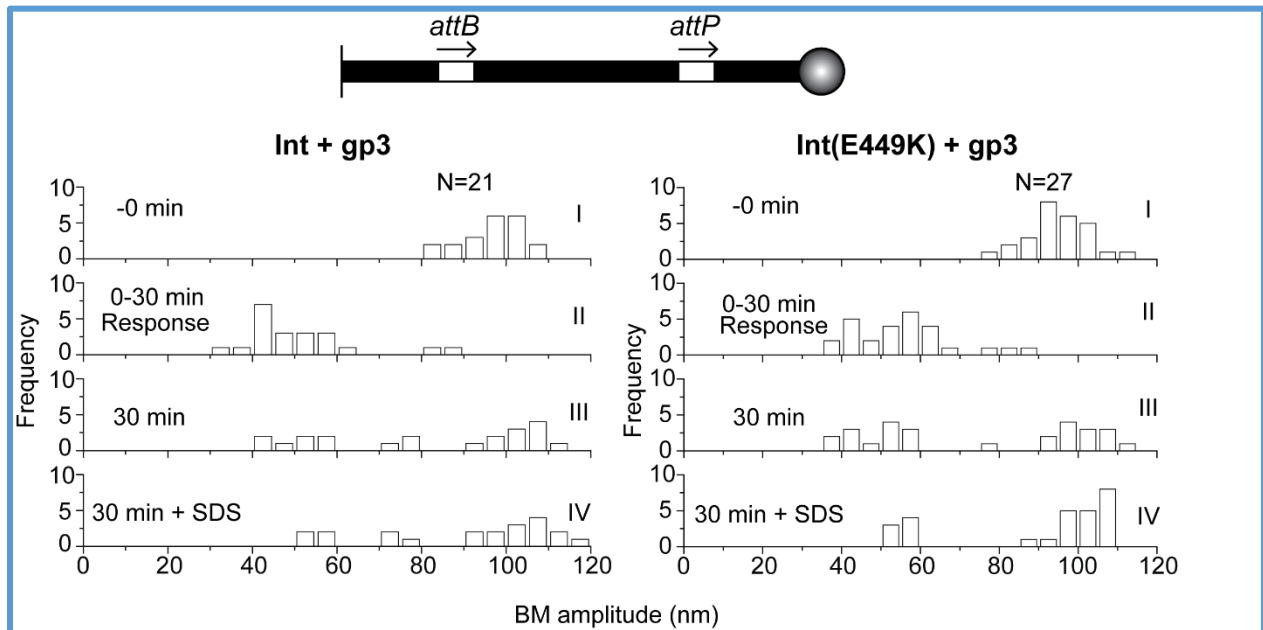 attB attP
Int + gp3
N=21
10
5
0
-0 min
I
10
5
0
0-30 min
Response
II
10
5
0
30 min
III
10
5
0
30 min + SDS
IV
0 20 40 60 80 100 120
Frequency
Int(E449K) + gp3
N=27
10
5
0
-0 min
I
10
5
0
0-30 min
Response
II
10
5
0
30 min
III
10
5
0
30 min + SDS
IV
0 20 40 60 80 100 120
Frequency
BM amplitude (nm)